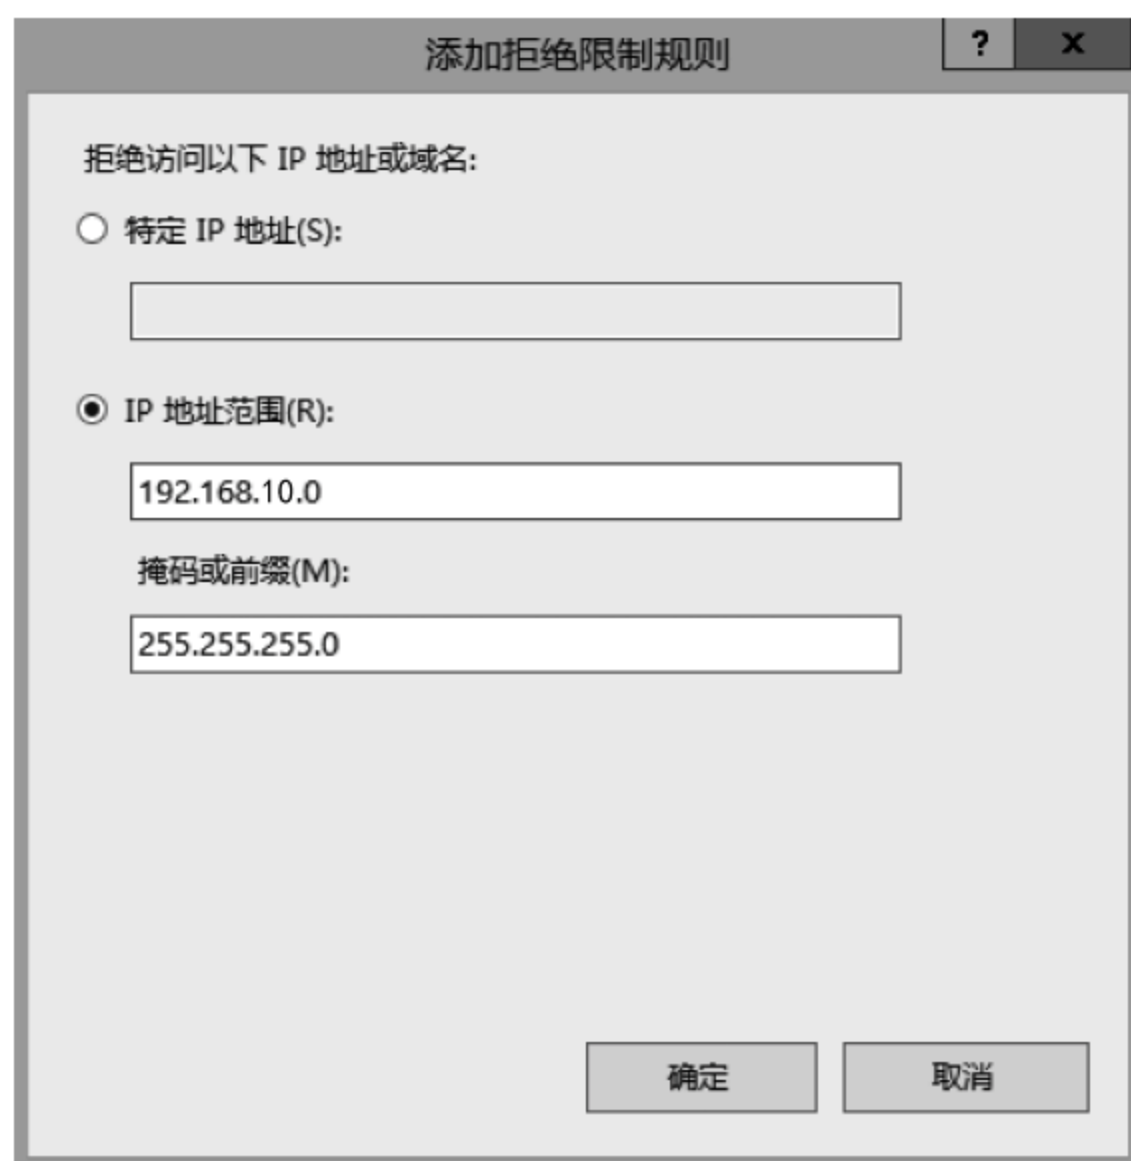 添加拒绝限制规则
?
x
拒绝访问以下 IP 地址或域名:
特定 IP 地址(S):
IP 地址范围(R):
192.168.10.0
掩码或前缀(M):
255.255.255.0
确定
取消